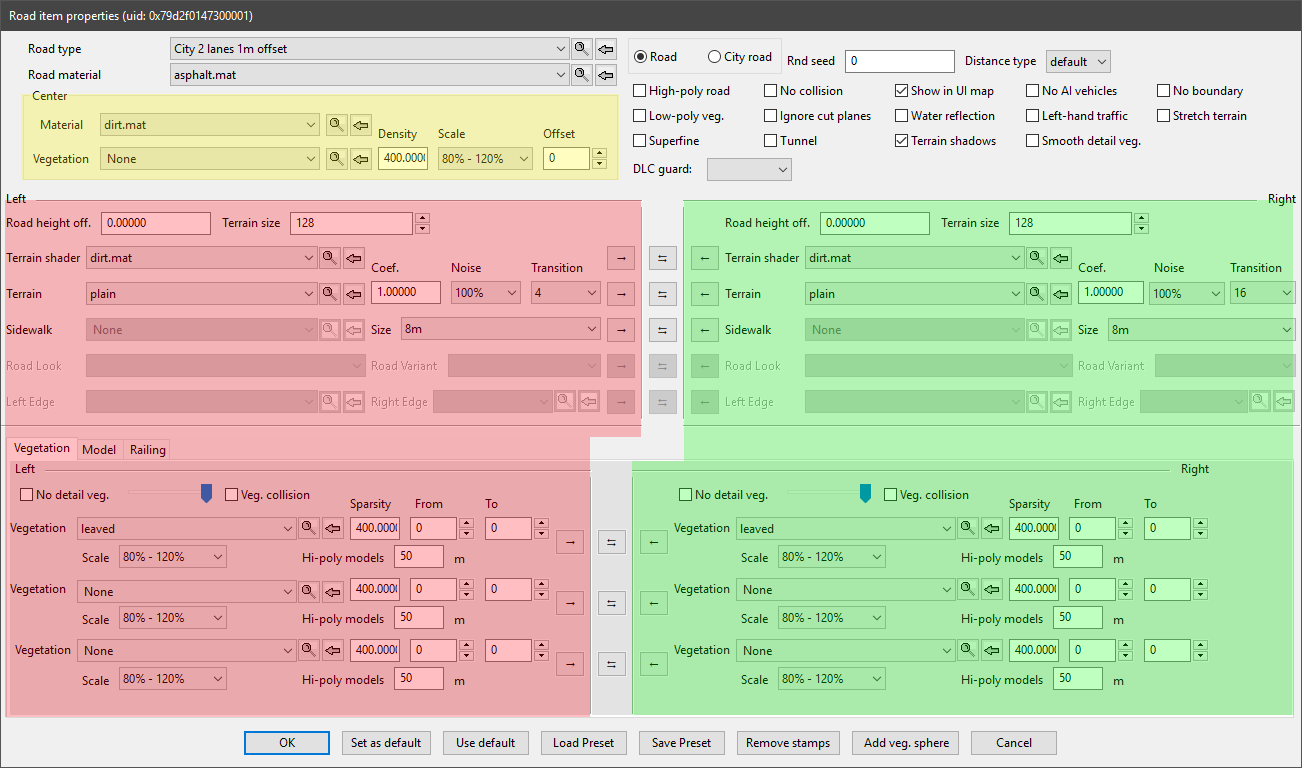 Road item properties (uid: 0x79d2f0147300001)
Road type City 2 lanes 1m offset
Road material asphalt.mat
Road City road Rnd seed 0 Distance type default
High-poly road No collision Show in UI map No AI vehicles No boundary
Low-poly veg. Ignore cut planes Water reflection Left-hand traffic Stretch terrain
Superfine Tunnel Terrain shadows Smooth detail veg.
DLC guard:
Center
Material dirt.mat Density Scale Offset
Vegetation None 400.000 80% - 120% 0
Left
Road height off. 0.00000 Terrain size 128
Terrain shader dirt.mat Coef. Noise Transition →
Terrain plain 1.00000 100% 4 →
Sidewalk None Size 8m →
Road Look Road Variant →
Left Edge Right Edge →
⇆
⇆
⇆
⇆
⇆
Right
Road height off. 0.00000 Terrain size 128
← Terrain shader dirt.mat Coef. Noise Transition
← Terrain plain 1.00000 100% 16
← Sidewalk None Size 8m
← Road Look Road Variant
← Left Edge Right Edge
Vegetation Model Railing
Left
No detail veg. Veg. collision Sparsity From To
Vegetation leaved 400.000 0 0 →
Scale 80% - 120% Hi-poly models 50 m
Vegetation None 400.000 0 0 →
Scale 80% - 120% Hi-poly models 50 m
Vegetation None 400.000 0 0 →
Scale 80% - 120% Hi-poly models 50 m
⇆
⇆
⇆
Right
No detail veg. Veg. collision Sparsity From To
← Vegetation leaved 400.000 0 0
Scale 80% - 120% Hi-poly models 50 m
← Vegetation None 400.000 0 0
Scale 80% - 120% Hi-poly models 50 m
← Vegetation None 400.000 0 0
Scale 80% - 120% Hi-poly models 50 m
OK Set as default Use default Load Preset Save Preset Remove stamps Add veg. sphere Cancel